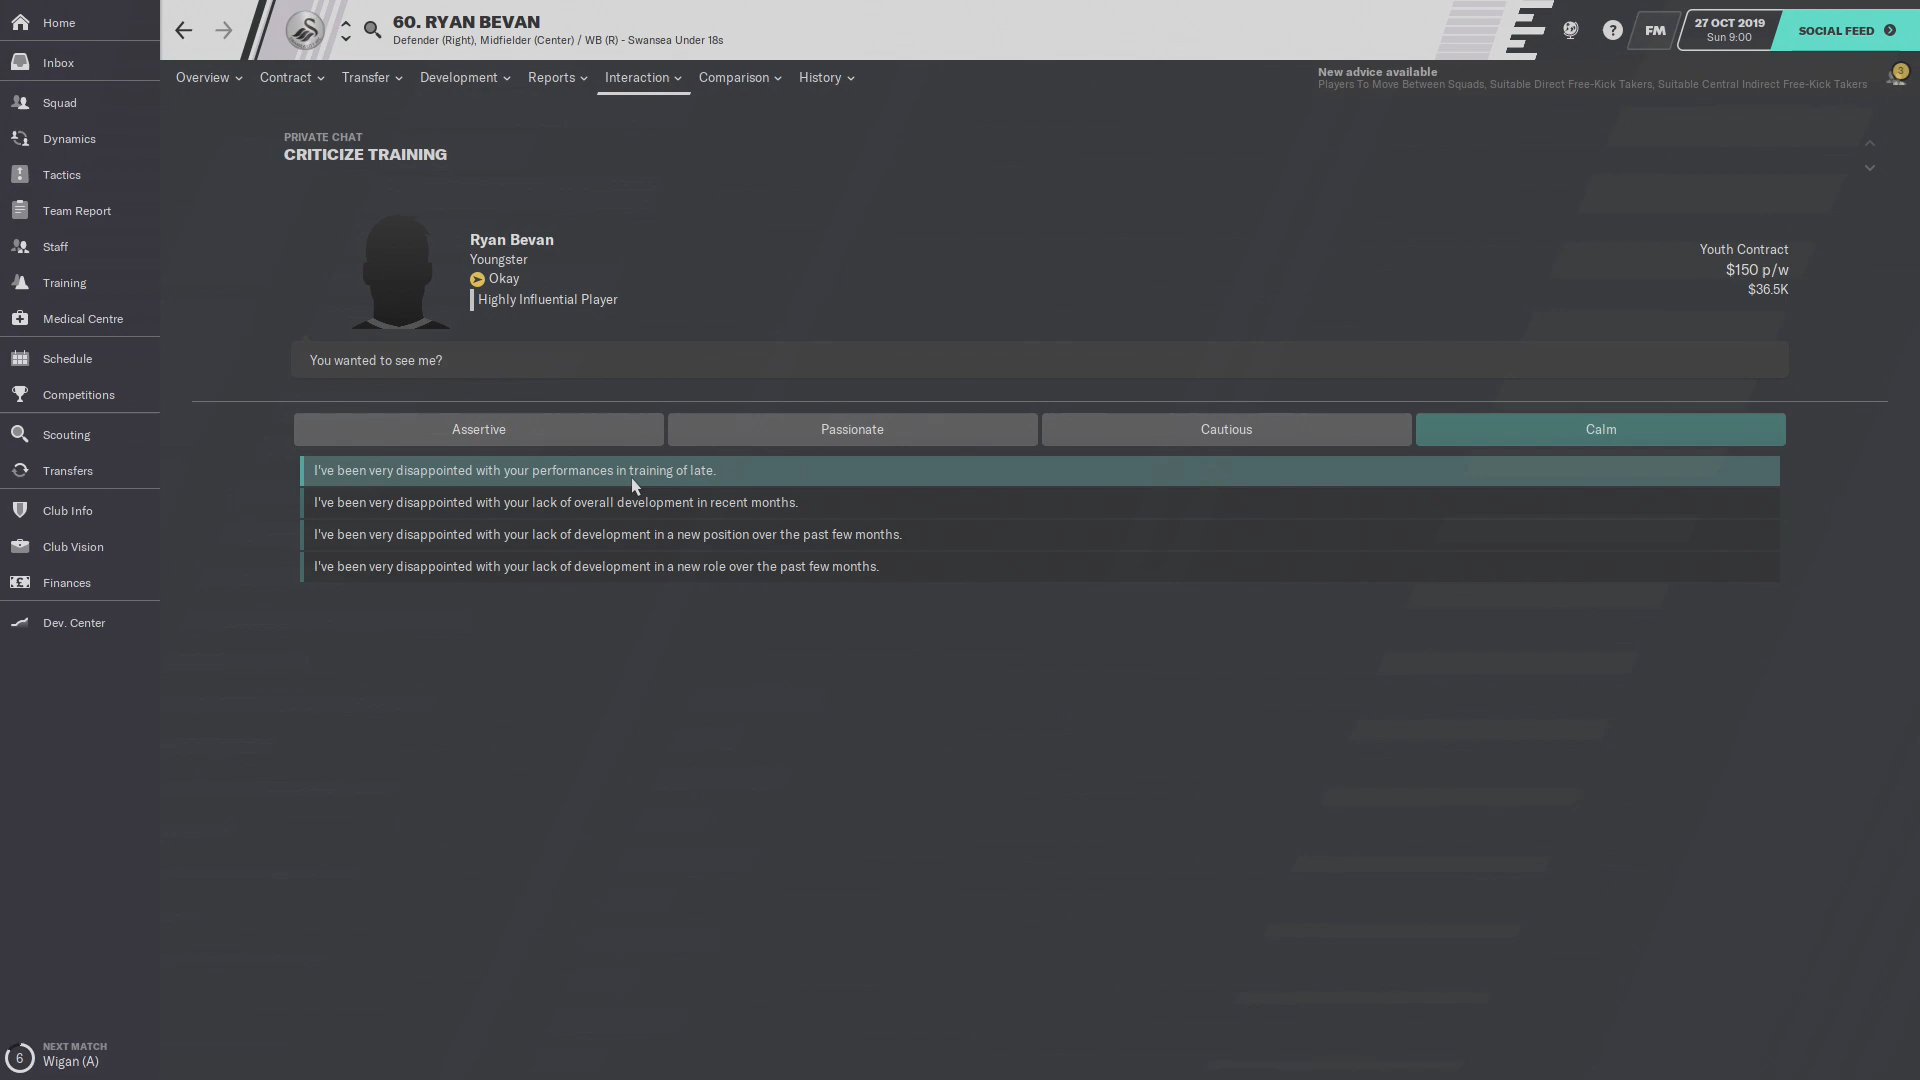 Home
Inbox
Squad
Dynamics
Tactics
Team Report
Staff
Training
Medical Centre
Schedule
Competitions
Scouting
Transfers
Club Info
Club Vision
Finances
Dev. Center
6
NEXT MATCH
Wigan (A)
60. RYAN BEVAN
Defender (Right), Midfielder (Center) / WB (R) - Swansea Under 18s
?
FM
27 OCT 2019
Sun 9:00
SOCIAL FEED
Overview Contract Transfer Development Reports Interaction Comparison History
New advice available
Players To Move Between Squads, Suitable Direct Free-Kick Takers, Suitable Central Indirect Free-Kick Takers
3
PRIVATE CHAT
CRITICIZE TRAINING
Ryan Bevan
Youngster
Okay
Highly Influential Player
Youth Contract
$150 p/w
$36.5K
You wanted to see me?
Assertive Passionate Cautious Calm
I've been very disappointed with your performances in training of late.
I've been very disappointed with your lack of overall development in recent months.
I've been very disappointed with your lack of development in a new position over the past few months.
I've been very disappointed with your lack of development in a new role over the past few months.